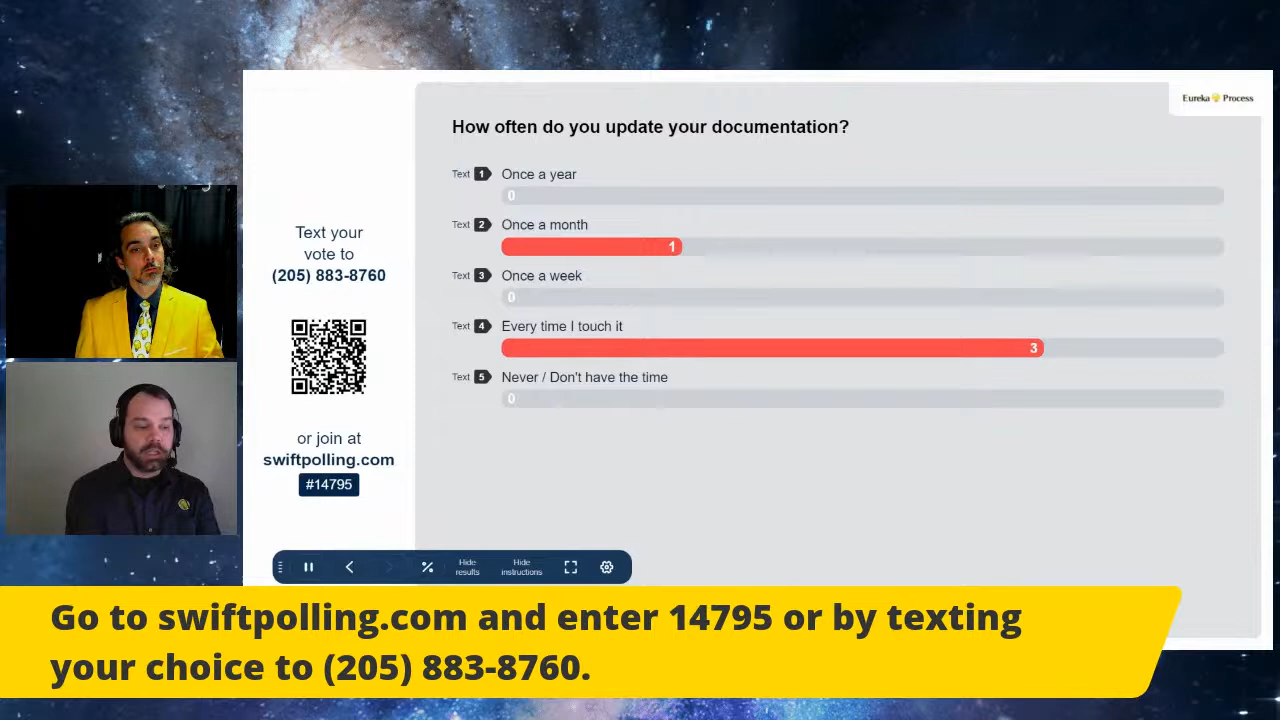 Eureka Process
How often do you update your documentation?
Text 1 Once a year
0
Text 2 Once a month
1
Text 3 Once a week
0
Text 4 Every time I touch it
3
Text 5 Never / Don't have the time
0
Text your
vote to
(205) 883-8760
or join at
swiftpolling.com
#14795
Hide
results
Hide
instructions
Go to swiftpolling.com and enter 14795 or by texting
your choice to (205) 883-8760.